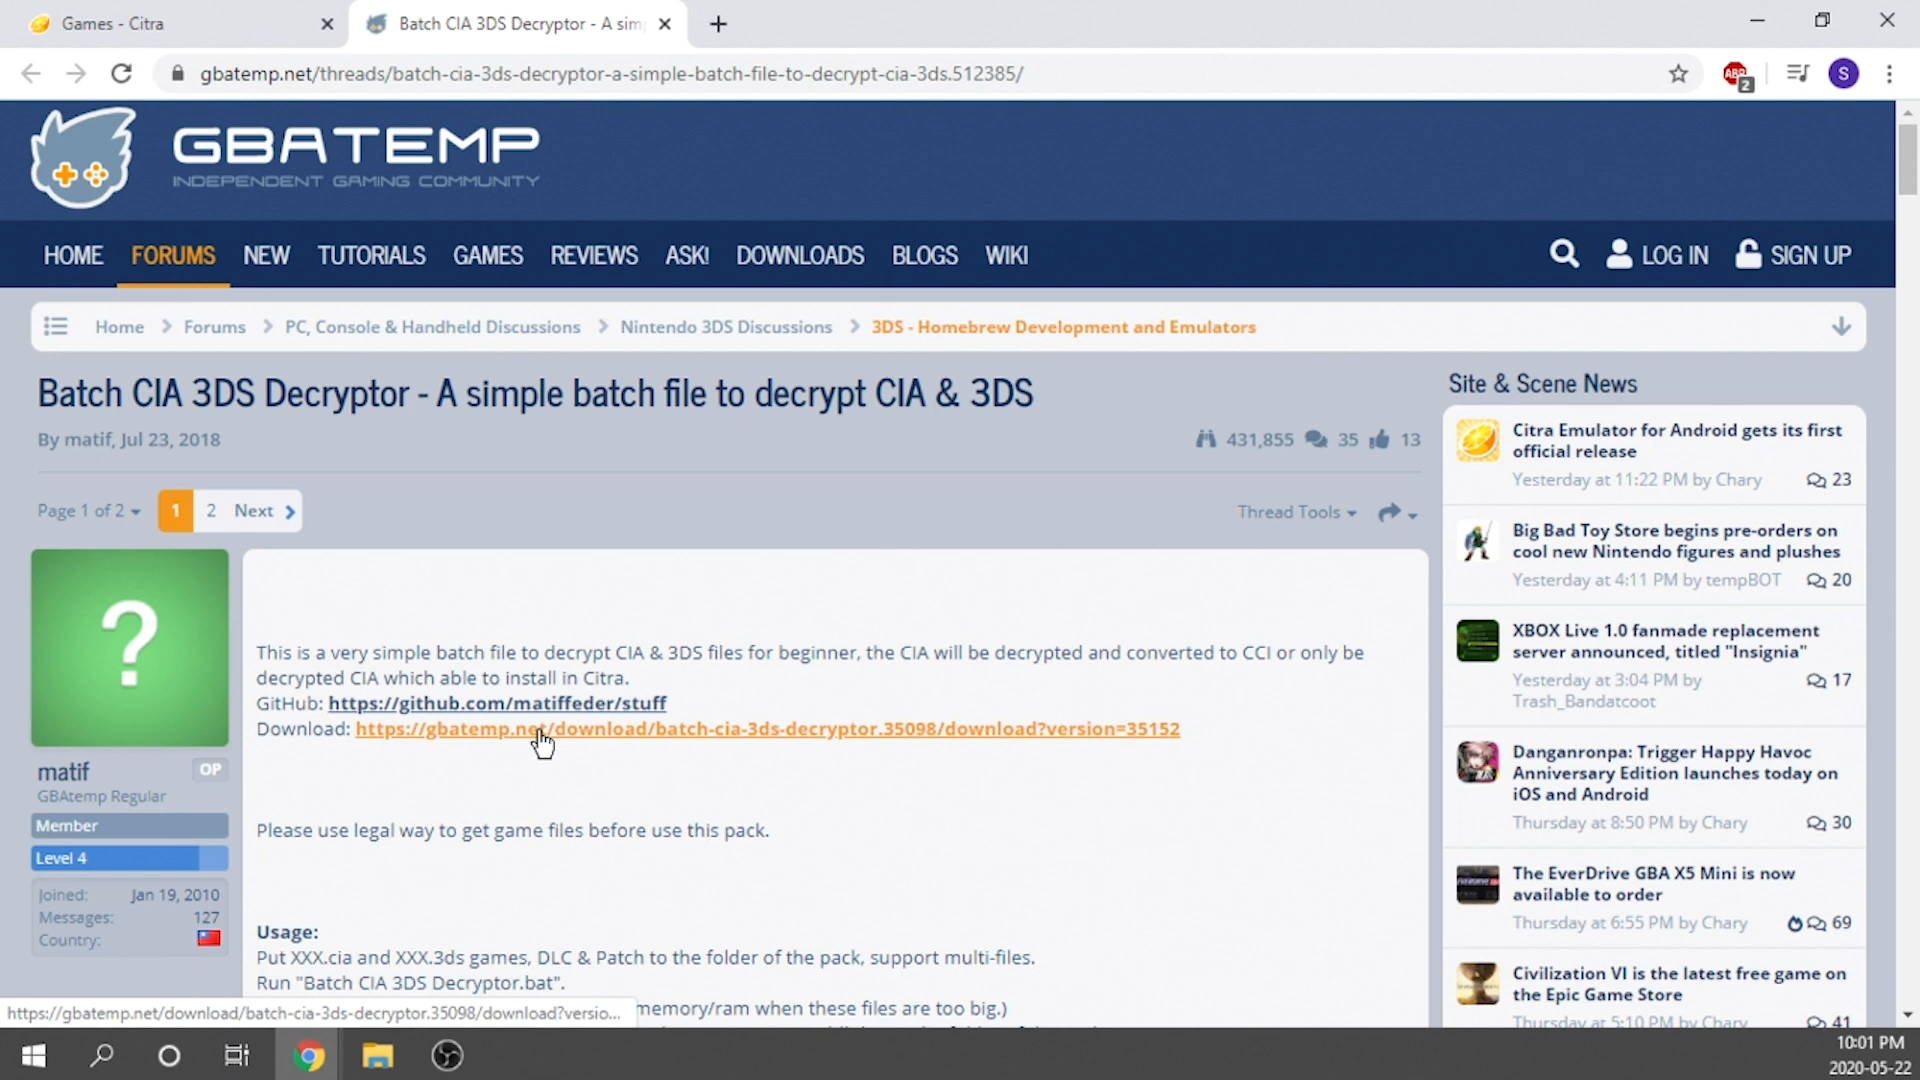 Games - Citra
Batch CIA 3DS Decryptor - A sim
gbatemp.net/threads/batch-cia-3ds-decryptor-a-simple-batch-file-to-decrypt-cia-3ds.512385/
ABP
2
S
GBATEMP
INDEPENDENT GAMING COMMUNITY
HOME FORUMS NEW TUTORIALS GAMES REVIEWS ASK! DOWNLOADS BLOGS WIKI
LOG IN SIGN UP
Home Forums PC, Console & Handheld Discussions Nintendo 3DS Discussions 3DS - Homebrew Development and Emulators
Batch CIA 3DS Decryptor - A simple batch file to decrypt CIA & 3DS
By matif, Jul 23, 2018
431,855 35 13
Page 1 of 2 1 2 Next
Thread Tools
?
matif OP
GBAtemp Regular
Member
Level 4
Joined: Jan 19, 2010
Messages: 127
Country:
This is a very simple batch file to decrypt CIA & 3DS files for beginner, the CIA will be decrypted and converted to CCI or only be
decrypted CIA which able to install in Citra.
GitHub: https://github.com/matiffeder/stuff
Download: https://gbatemp.net/download/batch-cia-3ds-decryptor.35098/download?version=35152
Please use legal way to get game files before use this pack.
Usage:
Put XXX.cia and XXX.3ds games, DLC & Patch to the folder of the pack, support multi-files.
Run "Batch CIA 3DS Decryptor.bat".
memory/ram when these files are too big.)
https://gbatemp.net/download/batch-cia-3ds-decryptor.35098/download?versio...
Site & Scene News
Citra Emulator for Android gets its first
official release
Yesterday at 11:22 PM by Chary 23
Big Bad Toy Store begins pre-orders on
cool new Nintendo figures and plushes
Yesterday at 4:11 PM by tempBOT 20
XBOX Live 1.0 fanmade replacement
server announced, titled "Insignia"
Yesterday at 3:04 PM by 17
Trash_Bandatcoot
Danganronpa: Trigger Happy Havoc
Anniversary Edition launches today on
iOS and Android
Thursday at 8:50 PM by Chary 30
The EverDrive GBA X5 Mini is now
available to order
Thursday at 6:55 PM by Chary 69
Civilization VI is the latest free game on
the Epic Game Store
Thursday at 5:10 PM by Chary 41
10:01 PM
2020-05-22